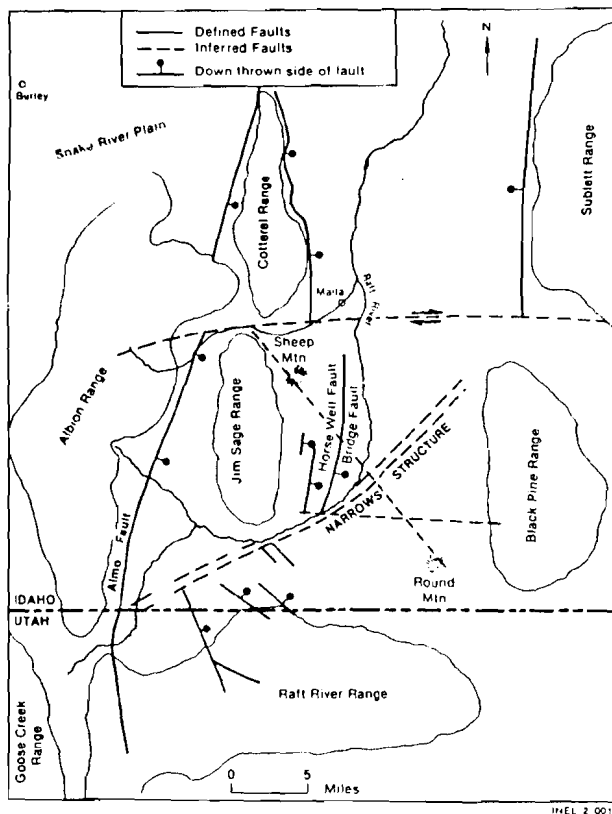 Defined Faults
Inferred Faults
Down thrown side of fault
N
Burley
Snake River Plain
Sublett Range
Cotterel Range
Malta
Raft River
Sheep
Mtn
Albion Range
Jim Sage Range
Horse Well Fault
Bridge Fault
NARROWS STRUCTURE
Black Pine Range
Almo Fault
Round
Mtn
IDAHO
UTAH
Raft River Range
Goose Creek
Range
0 5
Miles
INEL 2 001